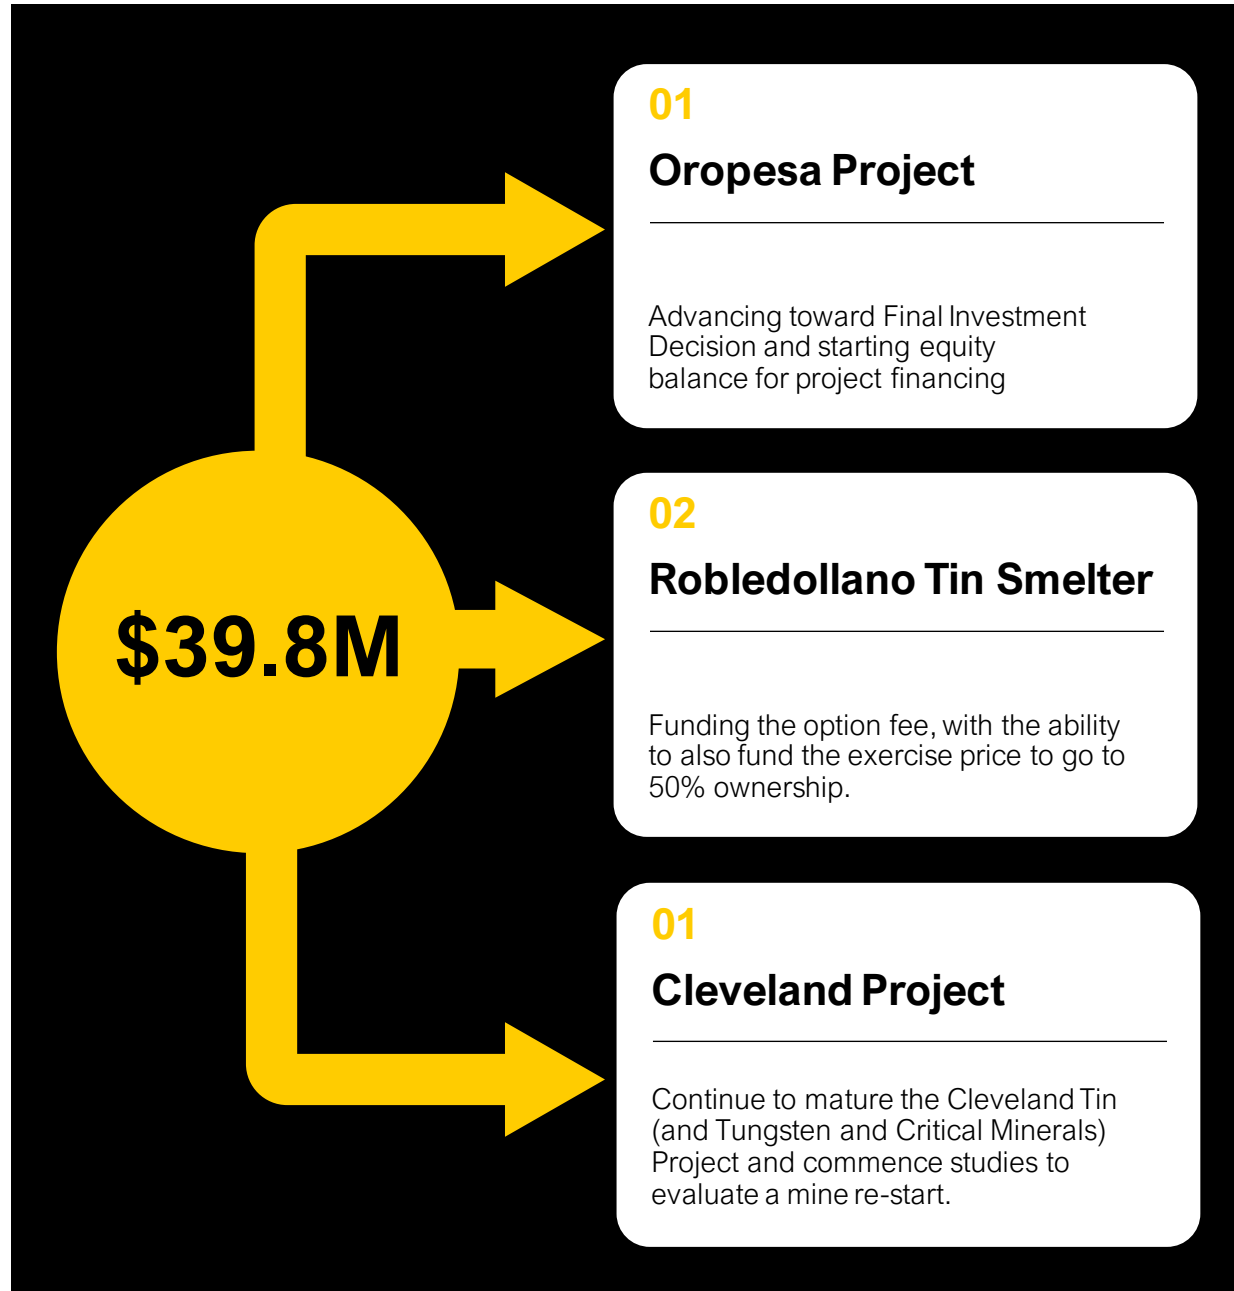 $39.8M
01
Oropesa Project
Advancing toward Final Investment
Decision and starting equity
balance for project financing
02
Robledollano Tin Smelter
Funding the option fee, with the ability
to also fund the exercise price to go to
50% ownership.
01
Cleveland Project
Continue to mature the Cleveland Tin
(and Tungsten and Critical Minerals)
Project and commence studies to
evaluate a mine re-start.